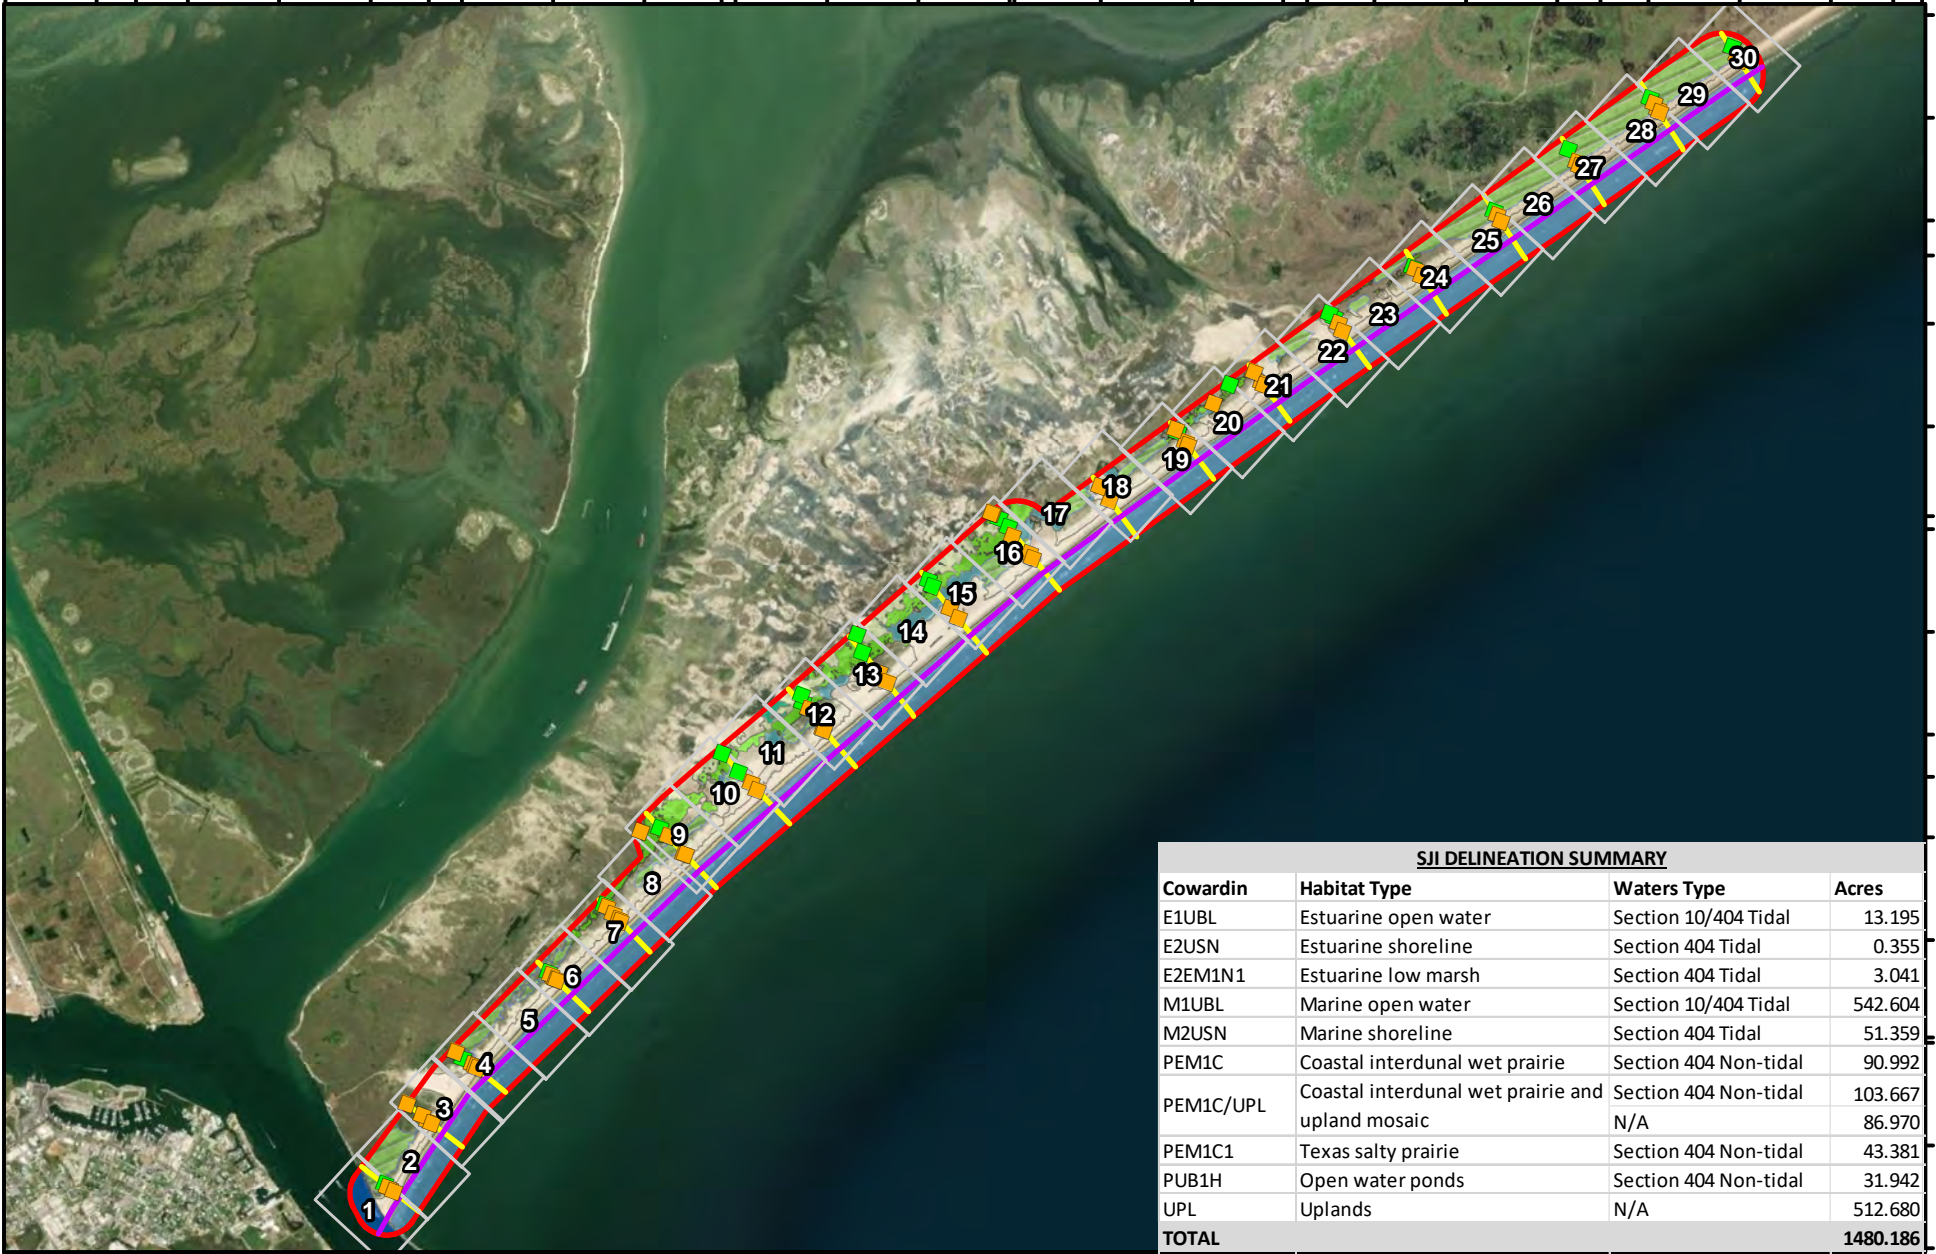 30
29
28
27
26
25
24
23
22
21
20
19
18
17
16
15
14
13
12
11
10
9
8
7
6
5
4
3
2
1
SJI DELINEATION SUMMARY
Cowardin Habitat Type Waters Type Acres
E1UBL Estuarine open water Section 10/404 Tidal 13.195
E2USN Estuarine shoreline Section 404 Tidal 0.355
E2EM1N1 Estuarine low marsh Section 404 Tidal 3.041
M1UBL Marine open water Section 10/404 Tidal 542.604
M2USN Marine shoreline Section 404 Tidal 51.359
PEM1C Coastal interdunal wet prairie Section 404 Non-tidal 90.992
PEM1C/UPL Coastal interdunal wet prairie and Section 404 Non-tidal 103.667
upland mosaic N/A 86.970
PEM1C1 Texas salty prairie Section 404 Non-tidal 43.381
PUB1H Open water ponds Section 404 Non-tidal 31.942
UPL Uplands N/A 512.680
TOTAL 1480.186